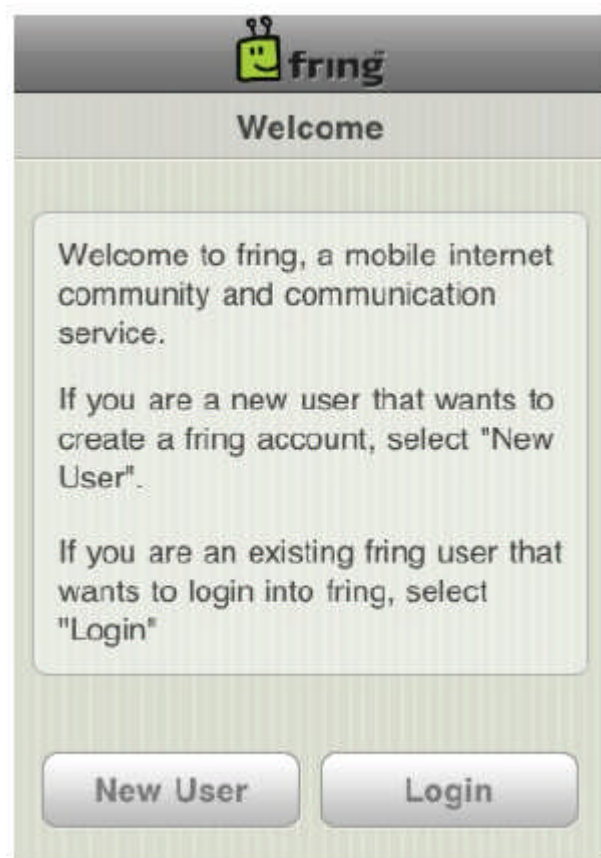 fring
Welcome
Welcome to fring, a mobile internet
community and communication
service.
If you are a new user that wants to
create a fring account, select "New
User".
If you are an existing fring user that
wants to login into fring, select
"Login"
New User
Login